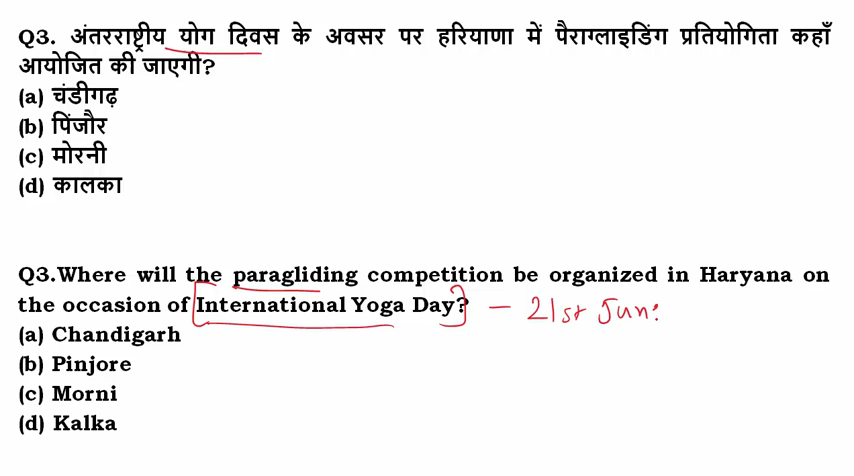 Q3. अंतरराष्ट्रीय योग दिवस के अवसर पर हरियाणा में पैराग्लाइडिंग प्रतियोगिता कहाँ
आयोजित की जाएगी?
(a) चंडीगढ़
(b) पिंजौर
(c) मोरनी
(d) कालका
Q3.Where will the paragliding competition be organized in Haryana on
the occasion of International Yoga Day? - 21st Jun:
(a) Chandigarh
(b) Pinjore
(c) Morni
(d) Kalka